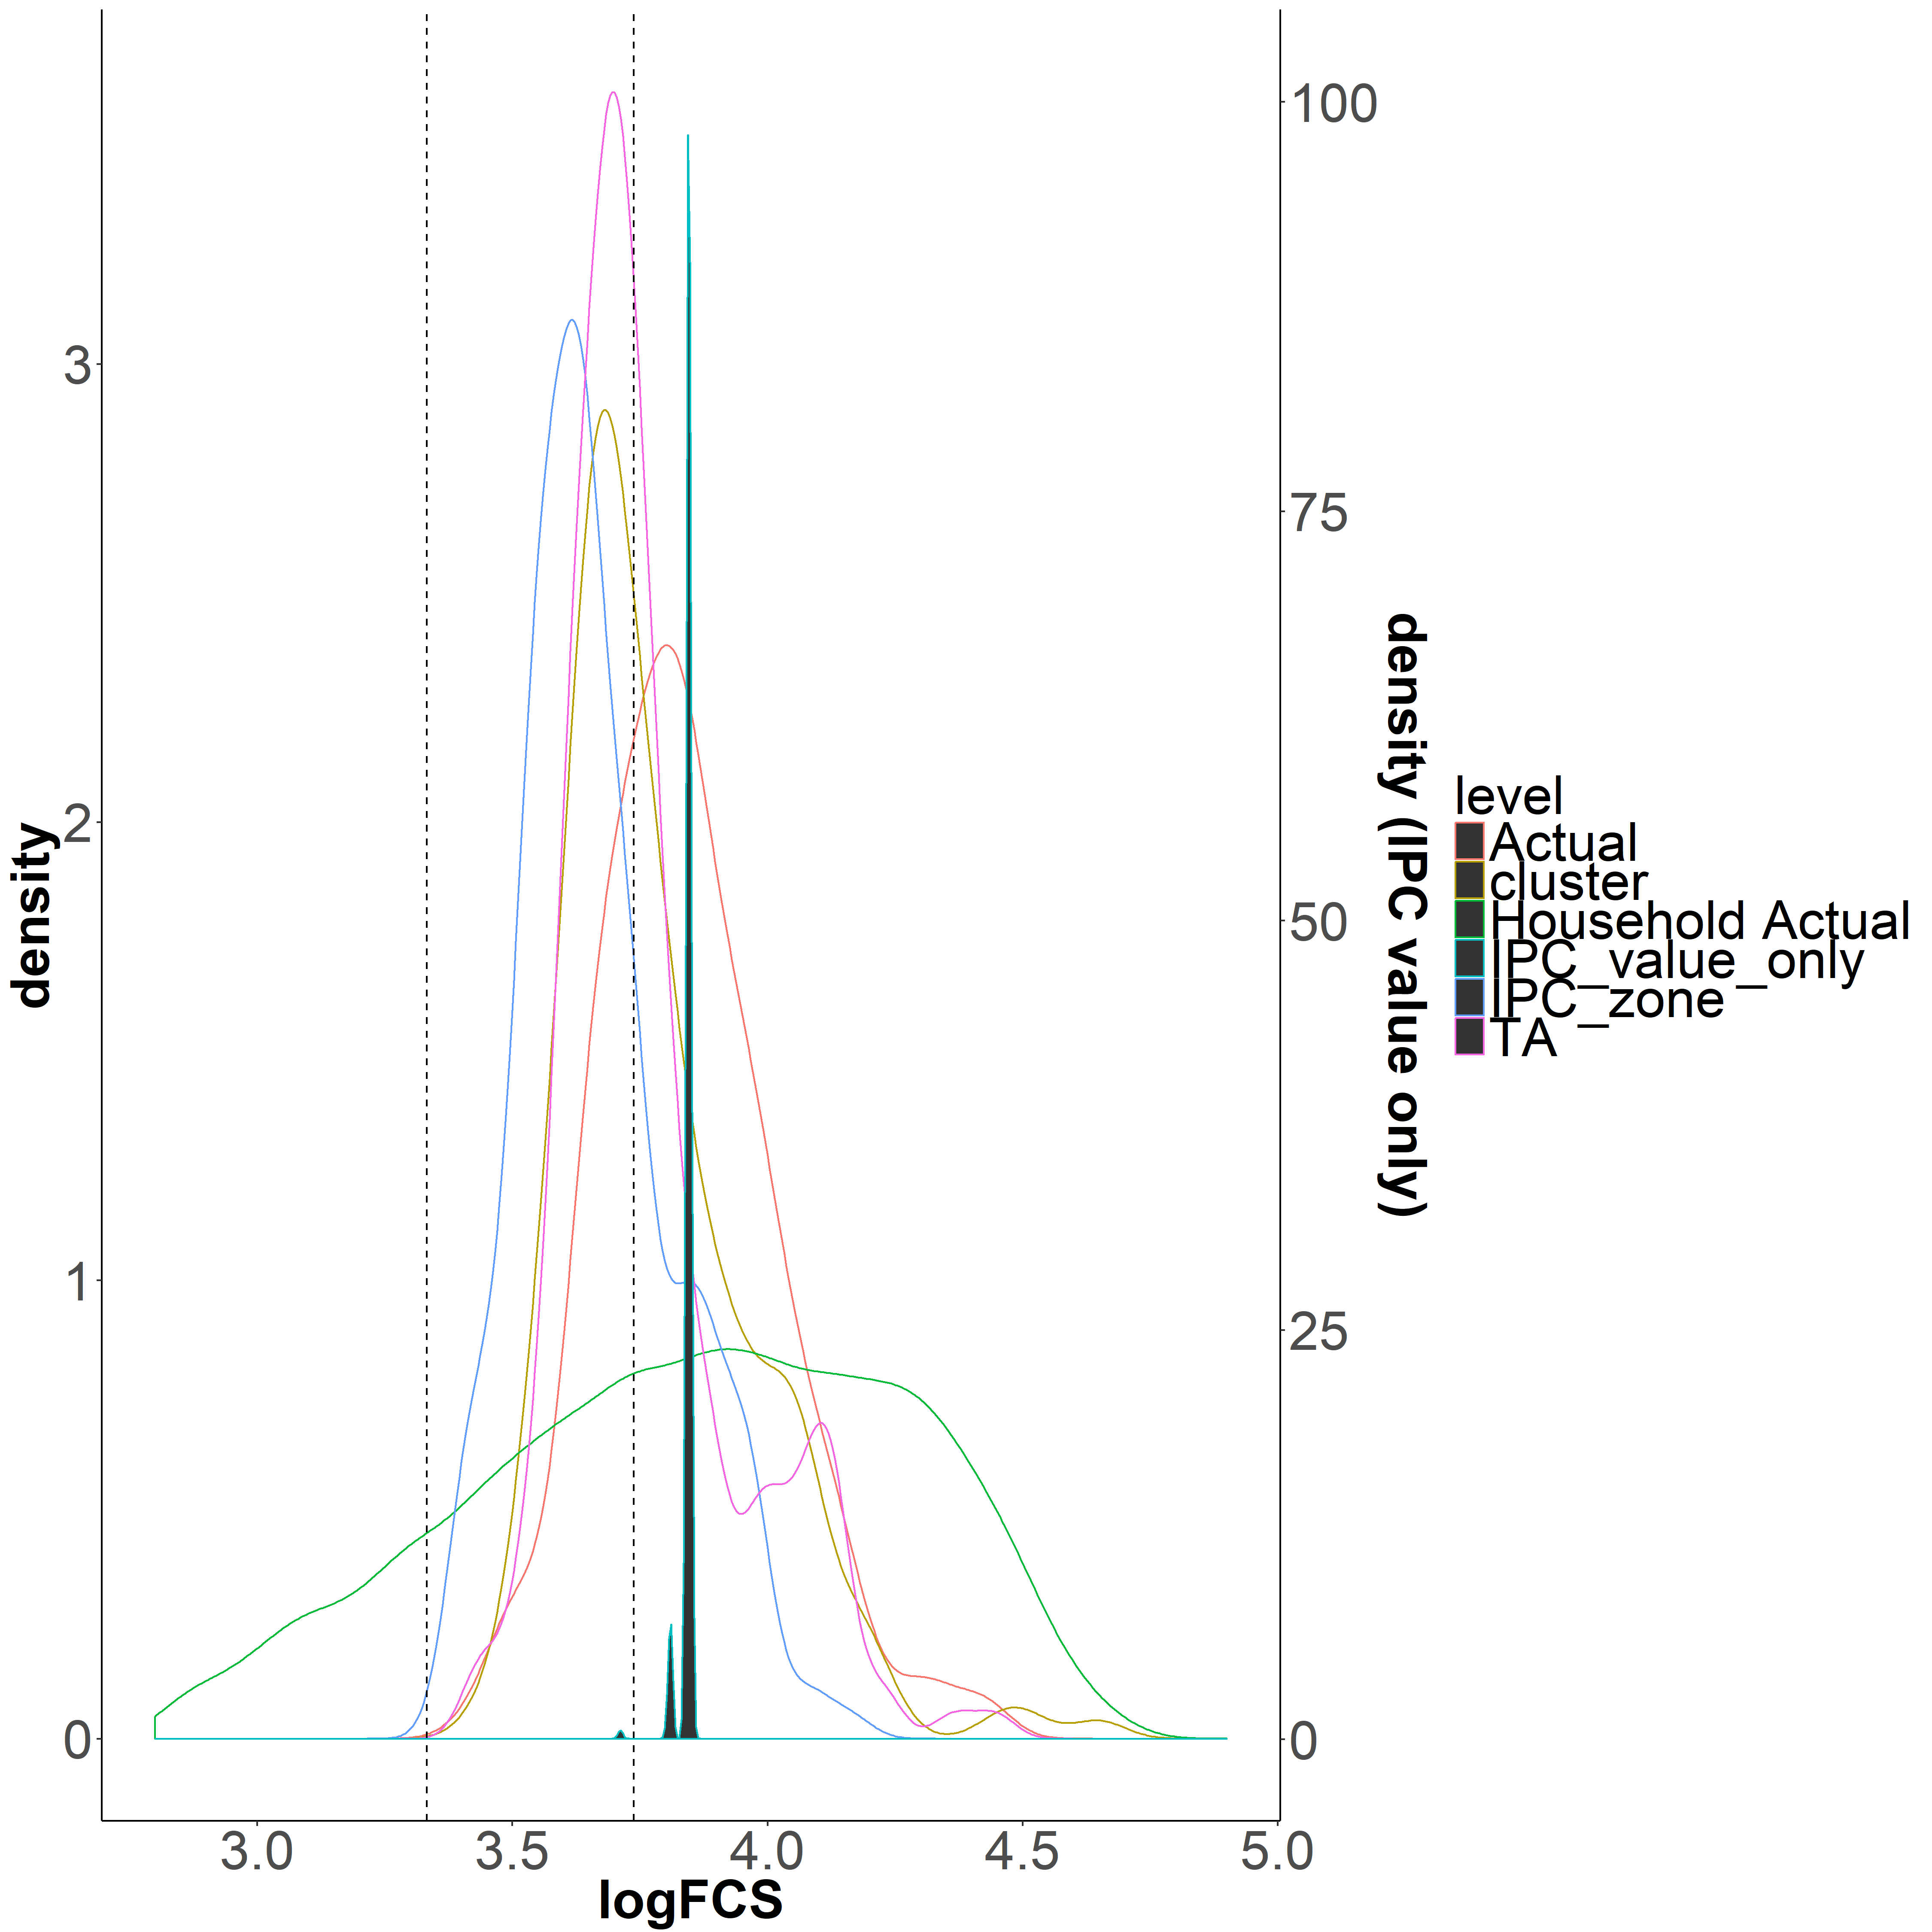 density
3
2
1
0
3.0 3.5 4.0 4.5 5.0
logFCS
100
75
50
25
0
density (IPC value only)
level
Actual
cluster
Household Actual
IPC_value_only
IPC_zone
TA